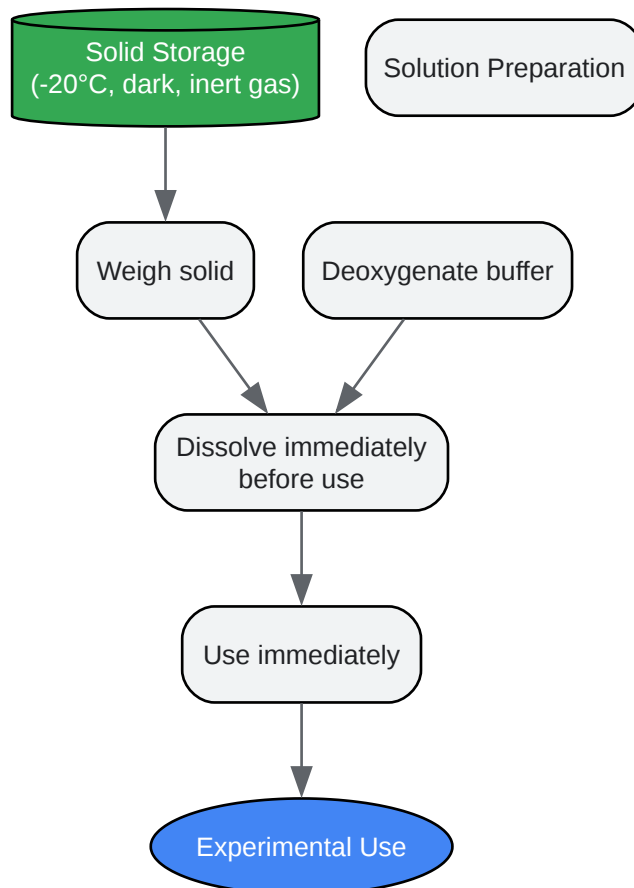 Solid Storage
(-20°C, dark, inert gas)
Solution Preparation
Weigh solid
Deoxygenate buffer
Dissolve immediately
before use
Use immediately
Experimental Use